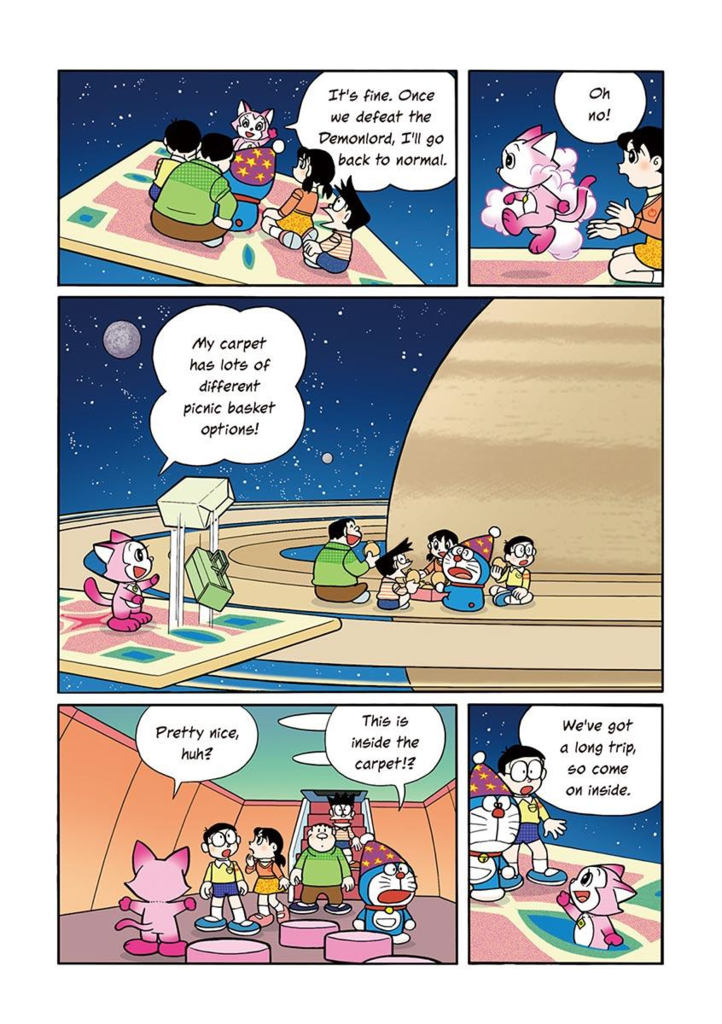 Oh
no!
It's fine. Once
we defeat the
Demonlord, I'll go
back to normal.
My carpet
has lots of
different
picnic basket
options!
We've got
a long trip,
so come
on inside.
This is
inside the
carpet!?
Pretty nice,
huh?